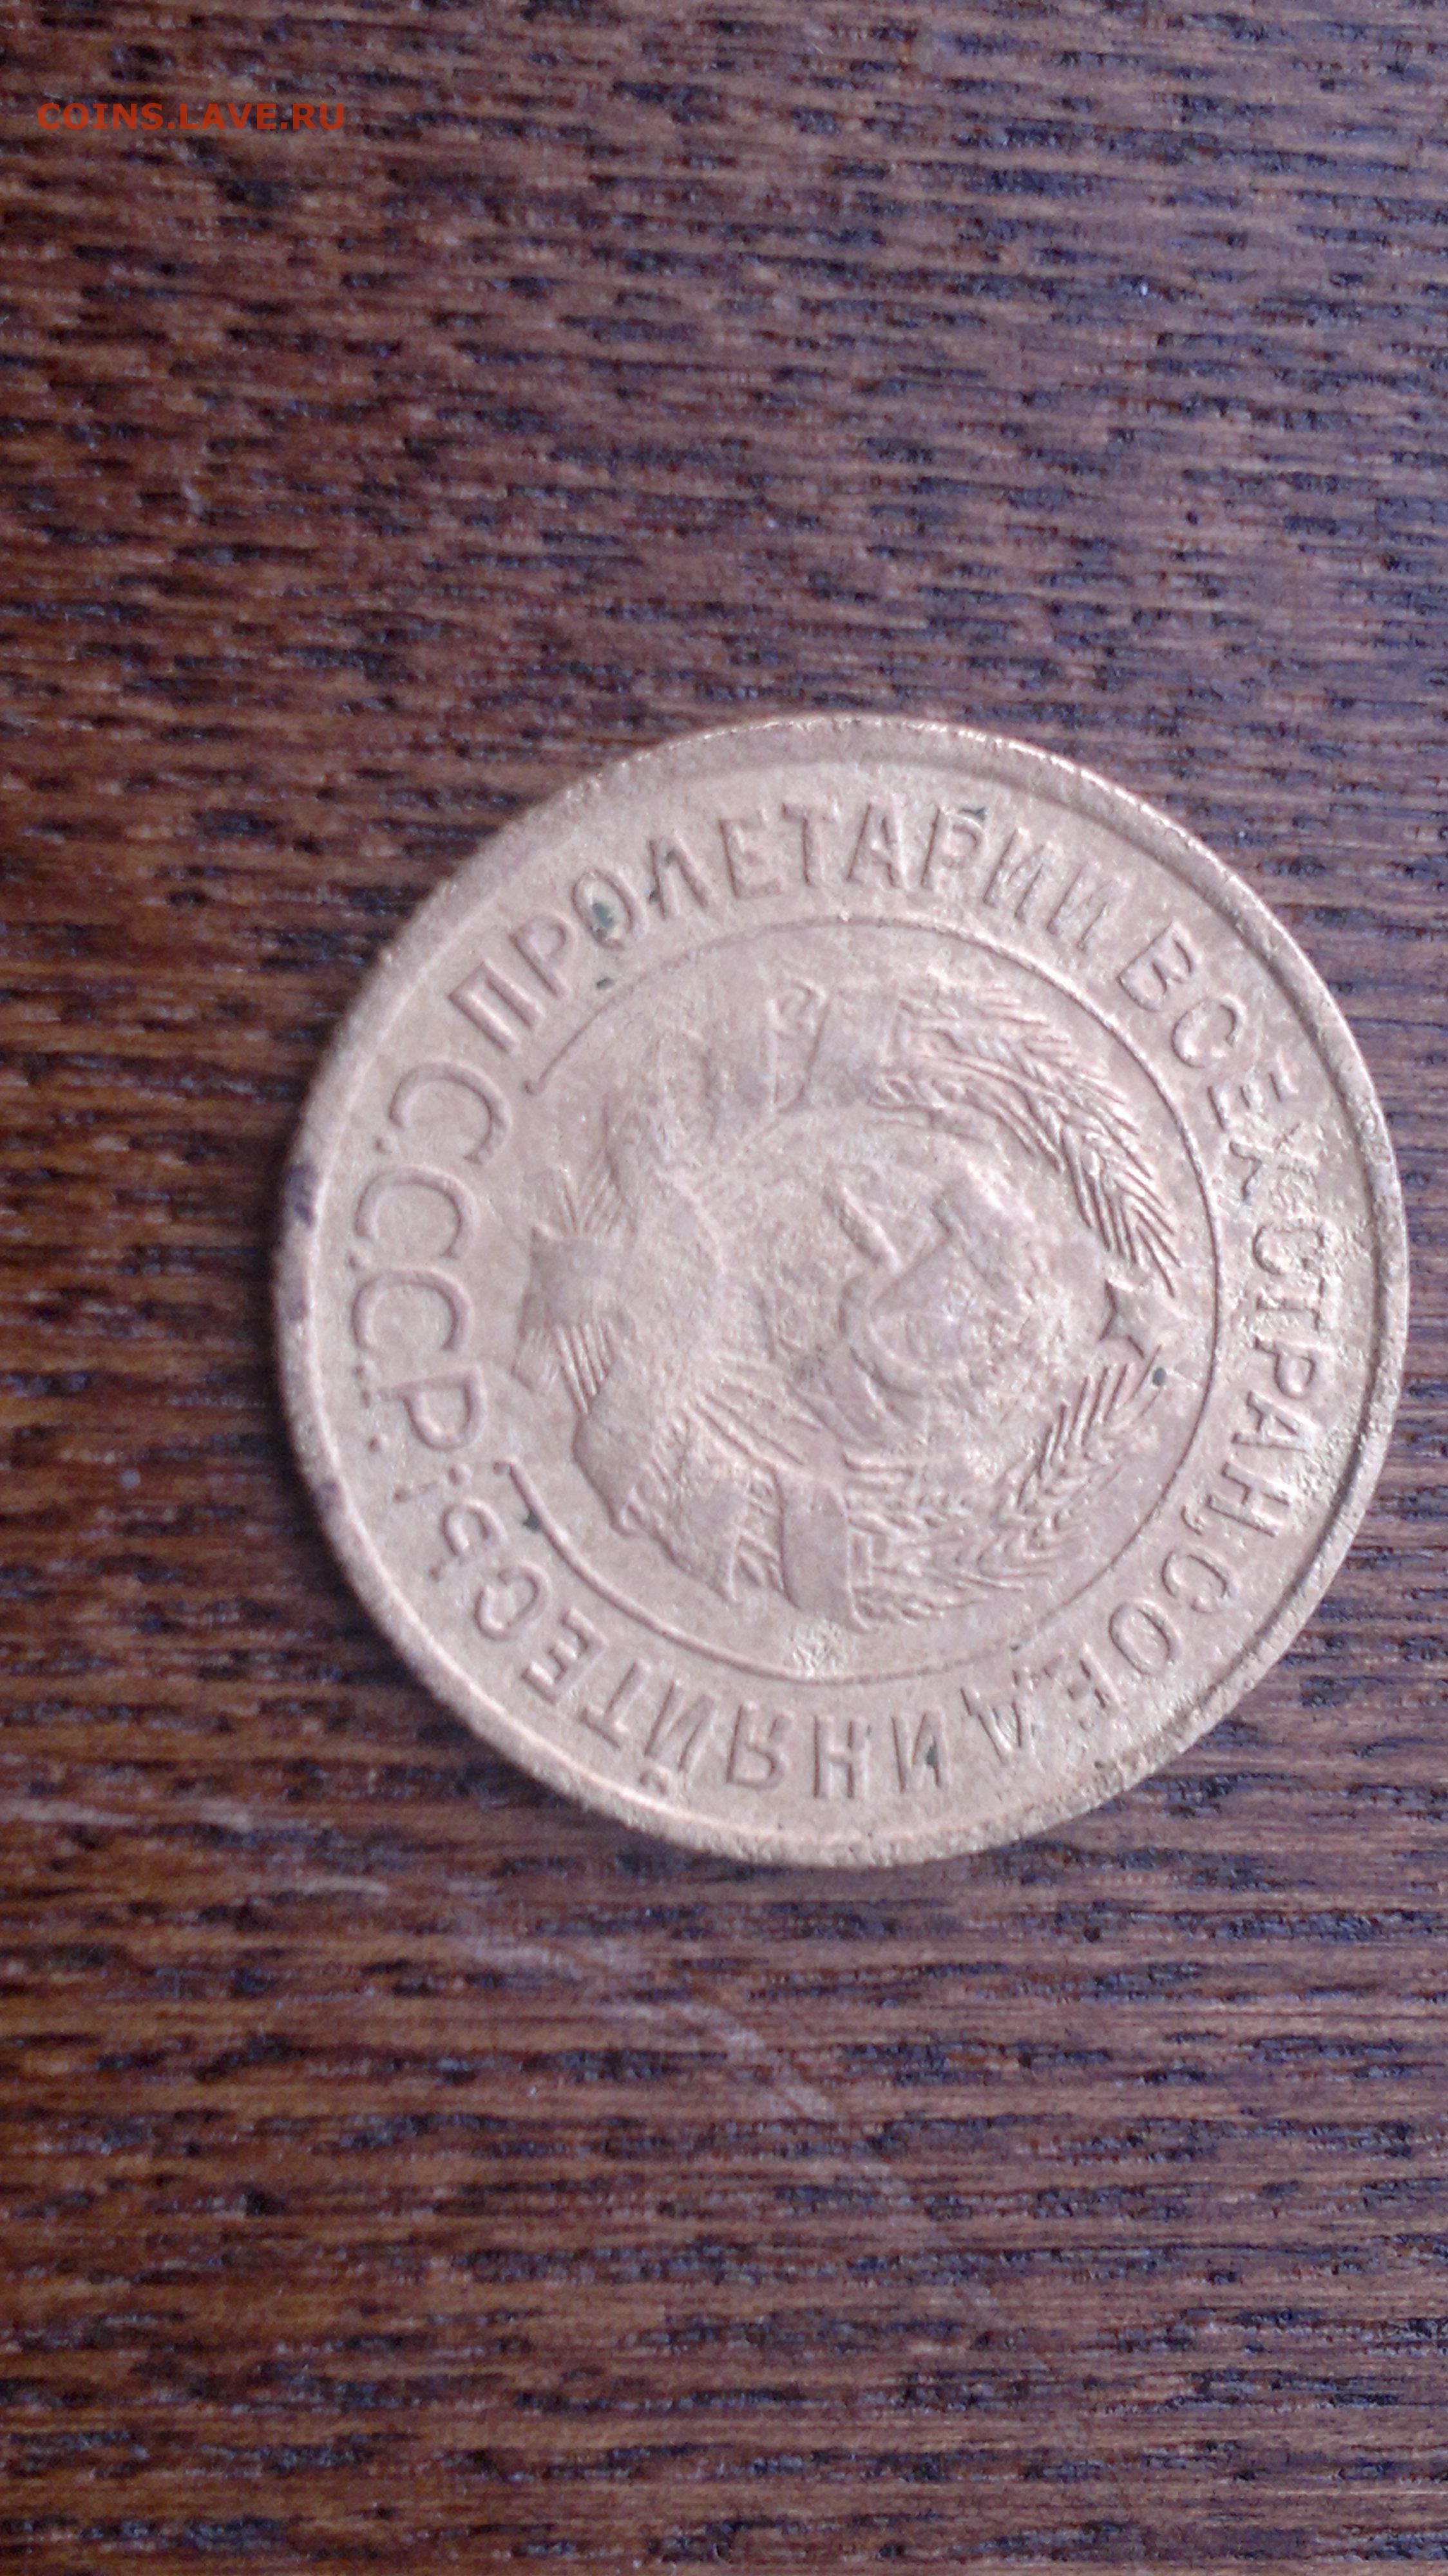 COINS.LAVE.RU
ПРОЛЕТАРИИ ВСЕХ СТРАН, СОЕДИНЯЙТЕСЬ!
С.С.С.Р.